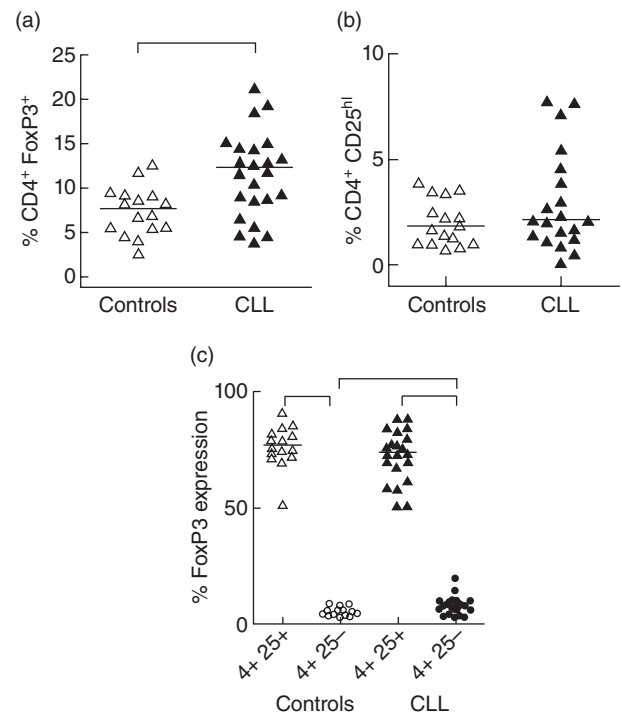 (a)
25
20
15
10
5
0
% CD4+ FoxP3+
Controls
CLL
(b)
10
5
0
% CD4+ CD25hl
Controls
CLL
(c)
100
50
0
% FoxP3 expression
4+ 25+
4+ 25–
4+ 25+
4+ 25–
Controls
CLL